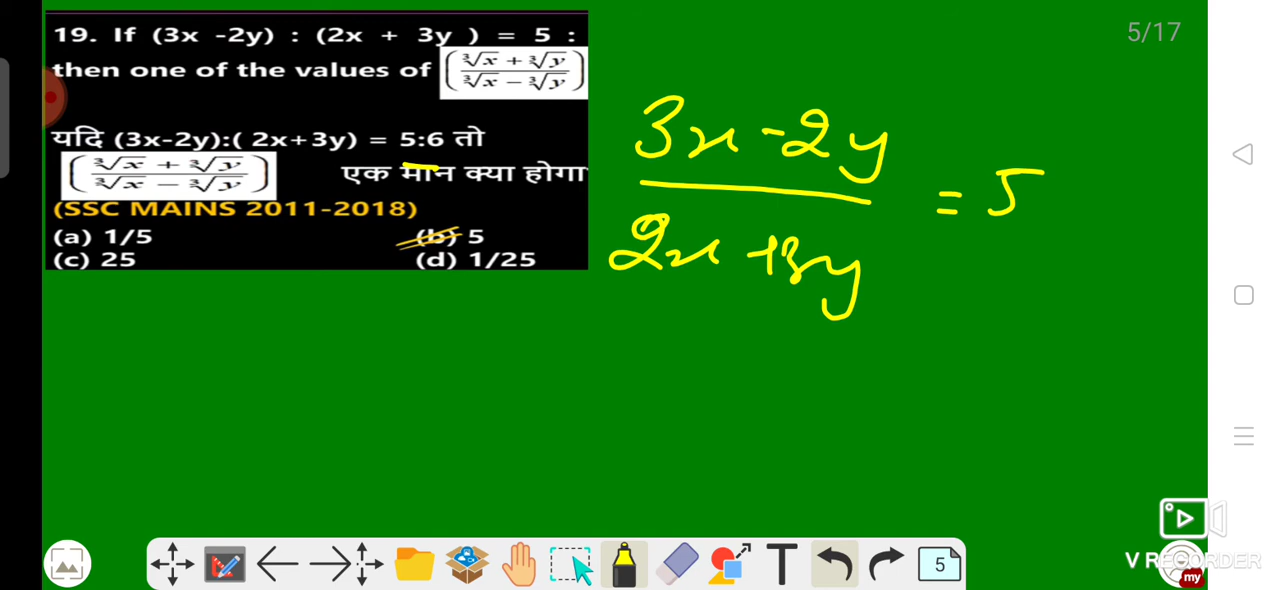 5/17
19. If (3x -2y) : (2x + 3y ) = 5 :
then one of the values of (∛x + ∛y / ∛x − ∛y)
यदि (3x-2y):( 2x+3y) = 5:6 तो
(∛x + ∛y / ∛x − ∛y) एक मान क्या होगा
(SSC MAINS 2011-2018)
(a) 1/5 (b) 5
(c) 25 (d) 1/25
3x - 2y
2x + 3y
= 5
T
5
V RECORDER
my